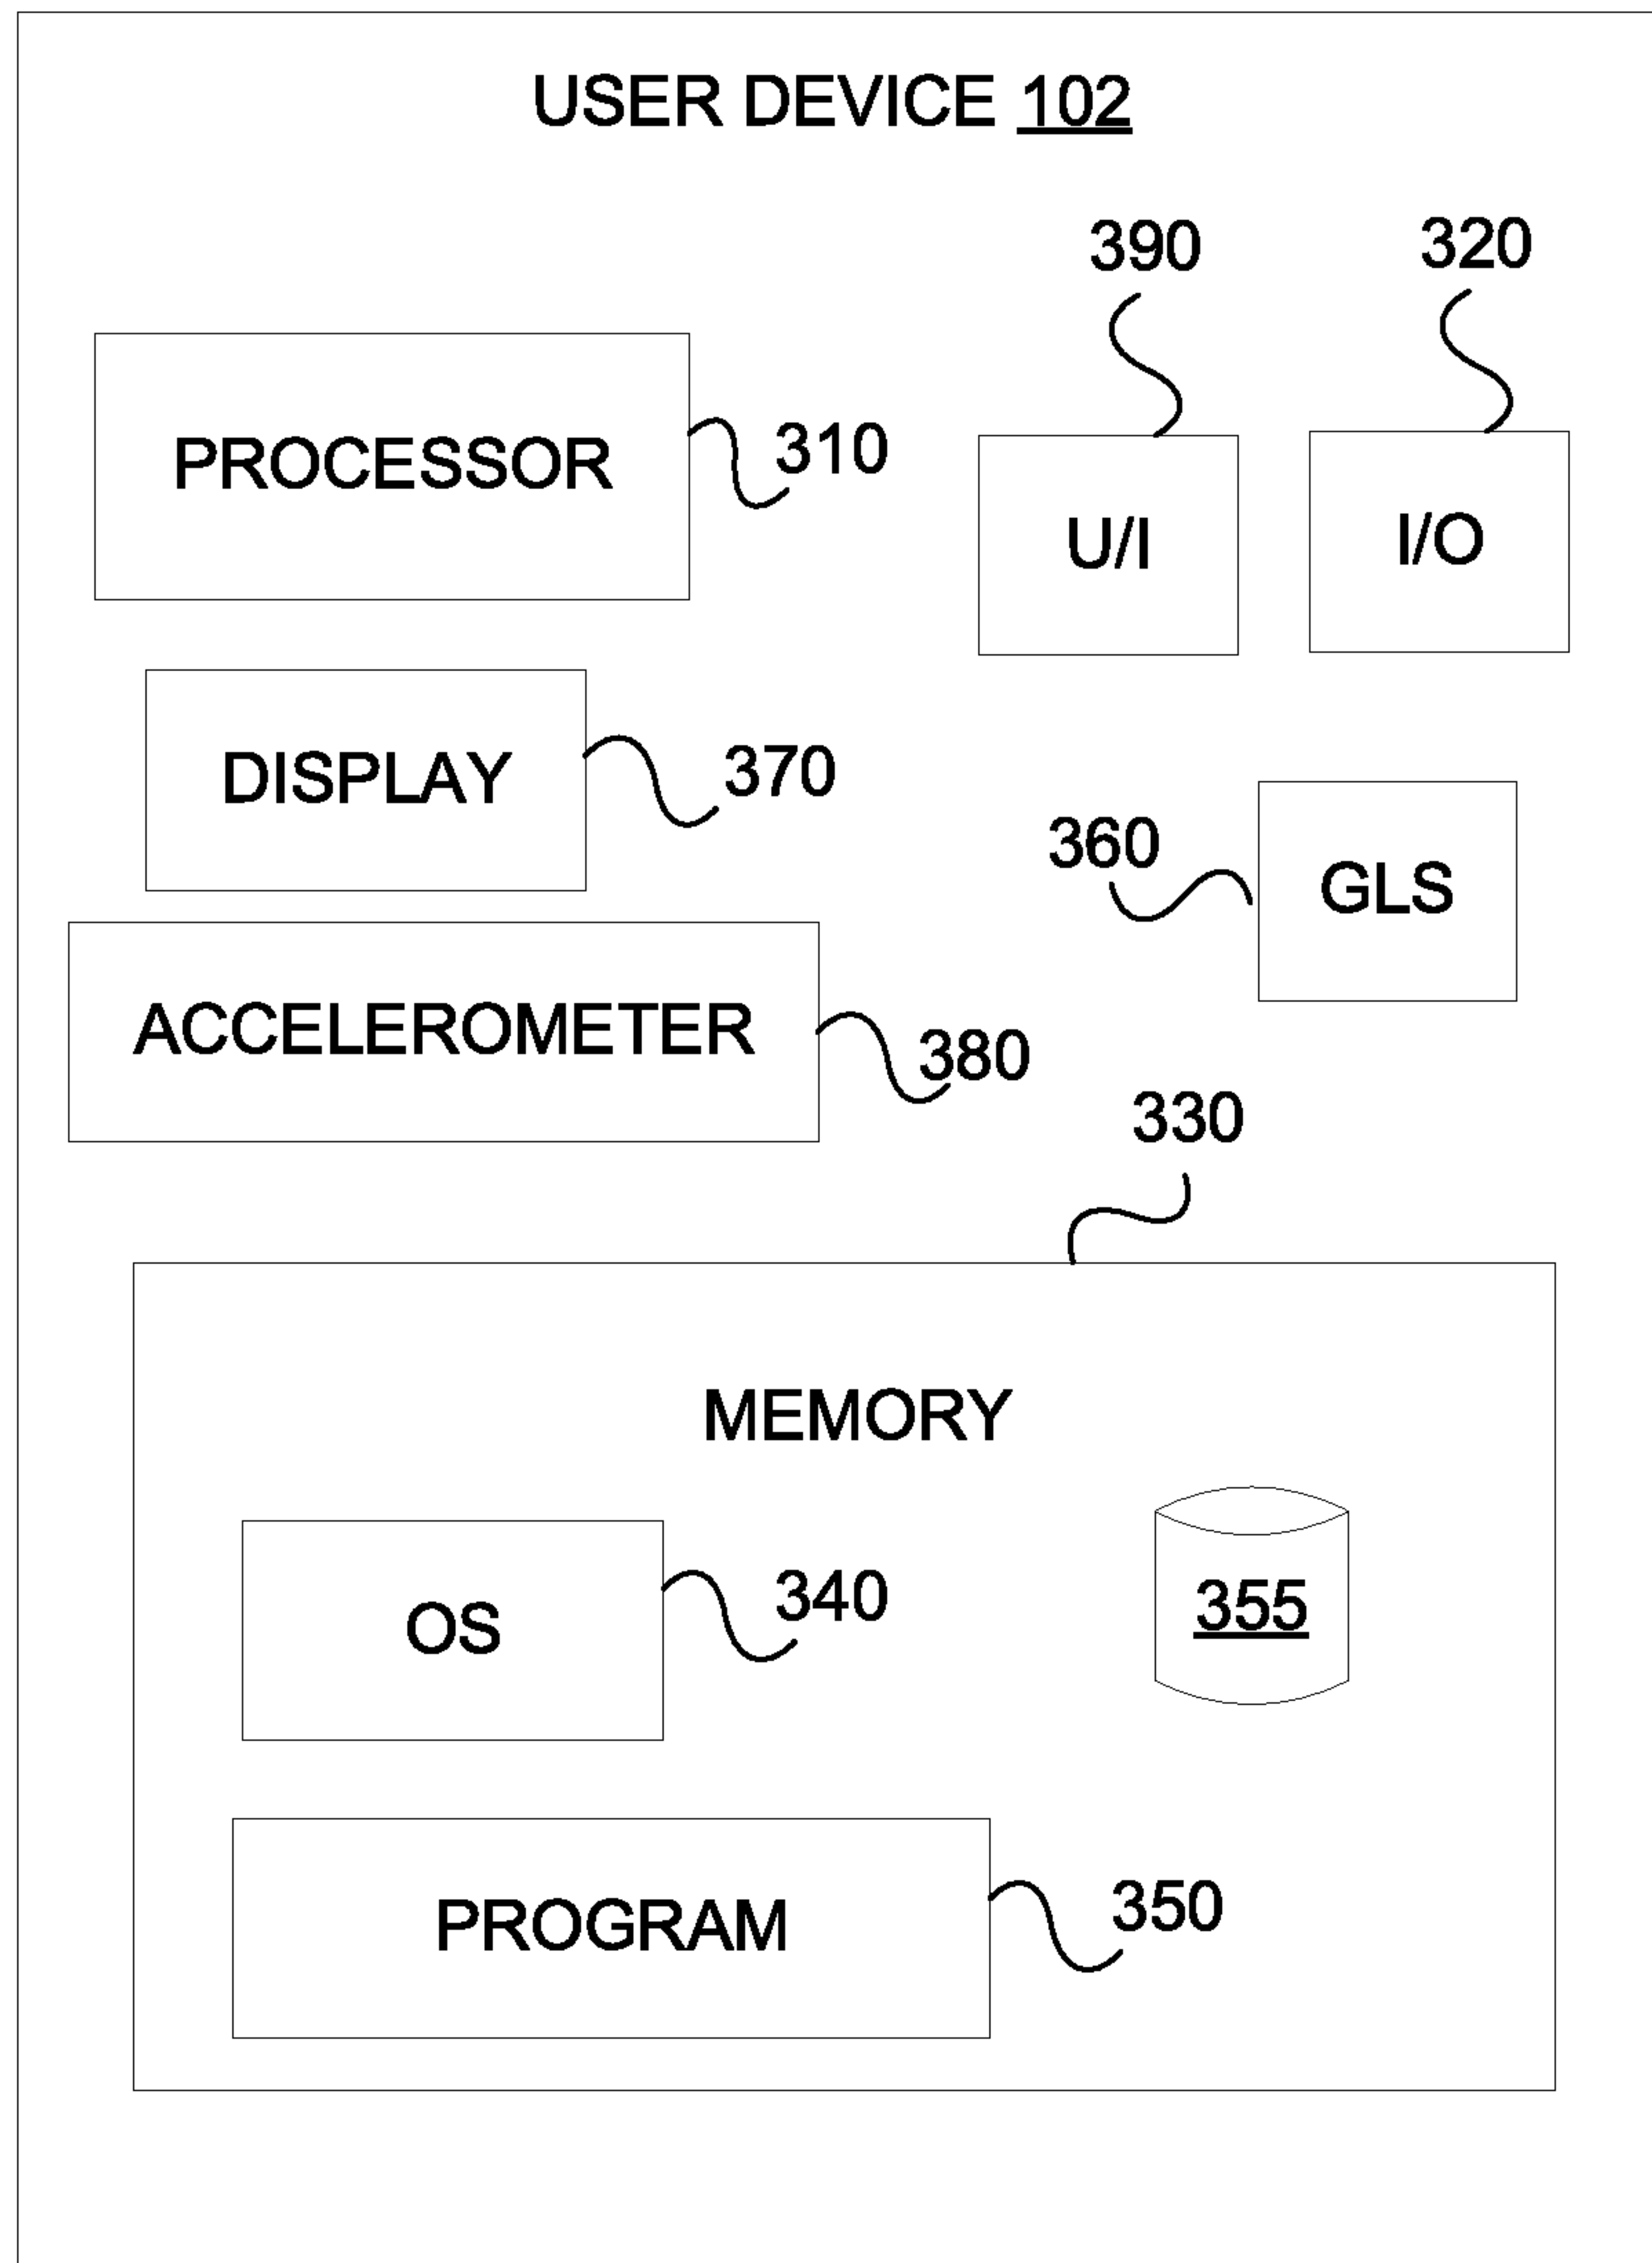 USER DEVICE 102
390
320
PROCESSOR
310
U/I
I/O
DISPLAY
370
360
GLS
ACCELEROMETER
380
330
MEMORY
OS
340
355
PROGRAM
350